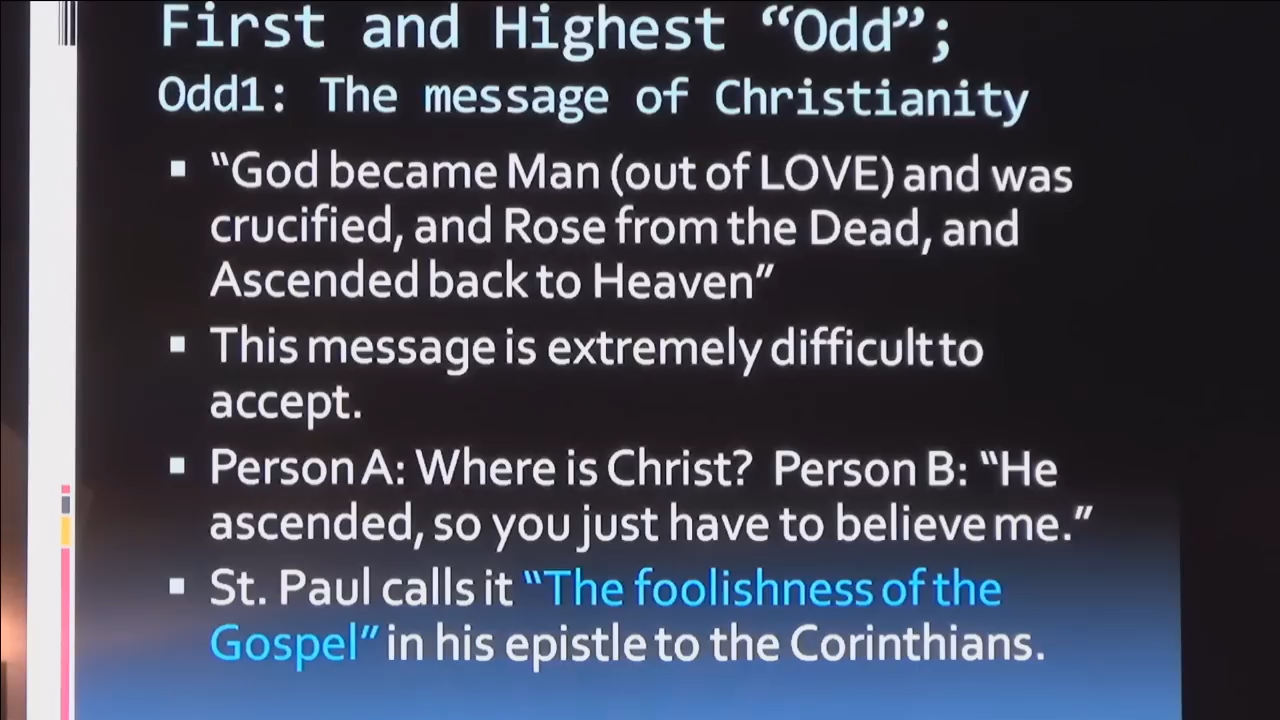 First and Highest “Odd”;
Odd1: The message of Christianity
▪ “God became Man (out of LOVE) and was
crucified, and Rose from the Dead, and
Ascended back to Heaven”
▪ This message is extremely difficult to
accept.
▪ Person A: Where is Christ? Person B: “He
ascended, so you just have to believe me.”
▪ St. Paul calls it “The foolishness of the
Gospel” in his epistle to the Corinthians.